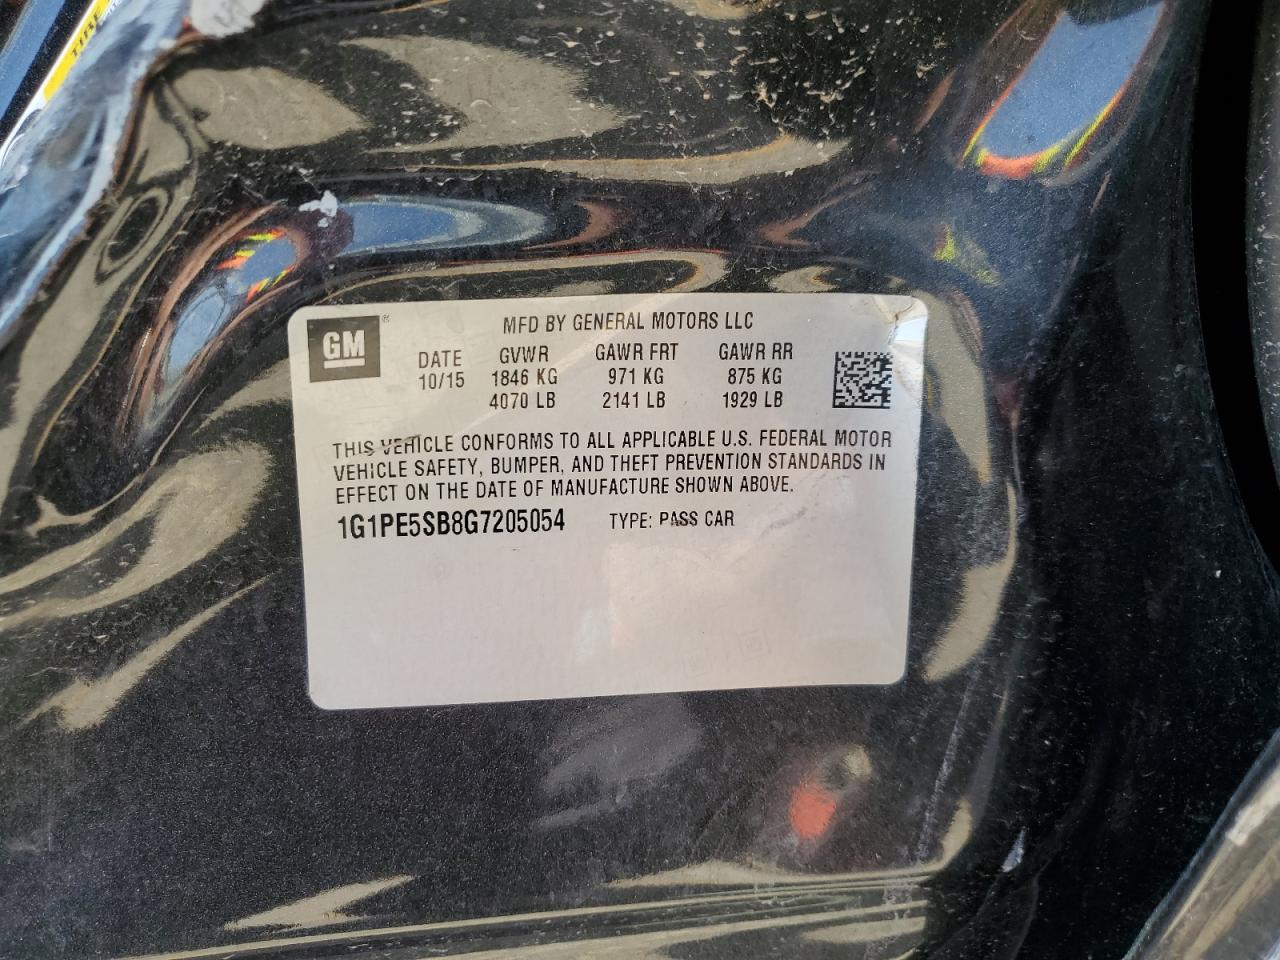 TIRE
GM®
MFD BY GENERAL MOTORS LLC
DATE GVWR GAWR FRT GAWR RR
10/15 1846 KG 971 KG 875 KG
4070 LB 2141 LB 1929 LB
THIS VEHICLE CONFORMS TO ALL APPLICABLE U.S. FEDERAL MOTOR
VEHICLE SAFETY, BUMPER, AND THEFT PREVENTION STANDARDS IN
EFFECT ON THE DATE OF MANUFACTURE SHOWN ABOVE.
1G1PE5SB8G7205054 TYPE: PASS CAR